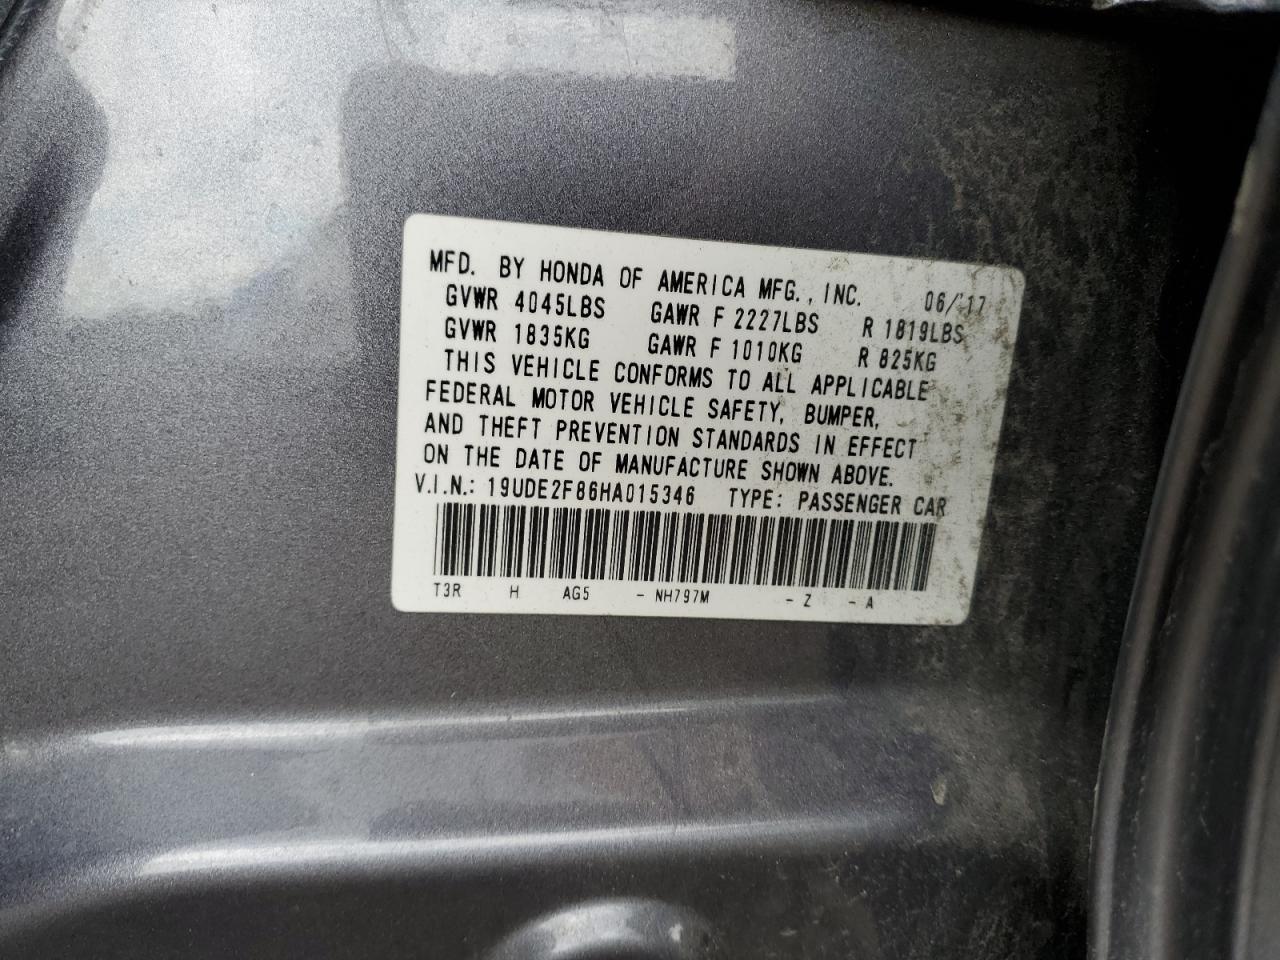 MFD. BY HONDA OF AMERICA MFG., INC. 06/17
GVWR 4045LBS GAWR F 2227LBS R 1819LBS
GVWR 1835KG GAWR F 1010KG R 825KG
THIS VEHICLE CONFORMS TO ALL APPLICABLE
FEDERAL MOTOR VEHICLE SAFETY, BUMPER,
AND THEFT PREVENTION STANDARDS IN EFFECT
ON THE DATE OF MANUFACTURE SHOWN ABOVE.
V.I.N.: 19UDE2F86HA015346 TYPE: PASSENGER CAR
T3R H AG5 - NH797M - Z - A